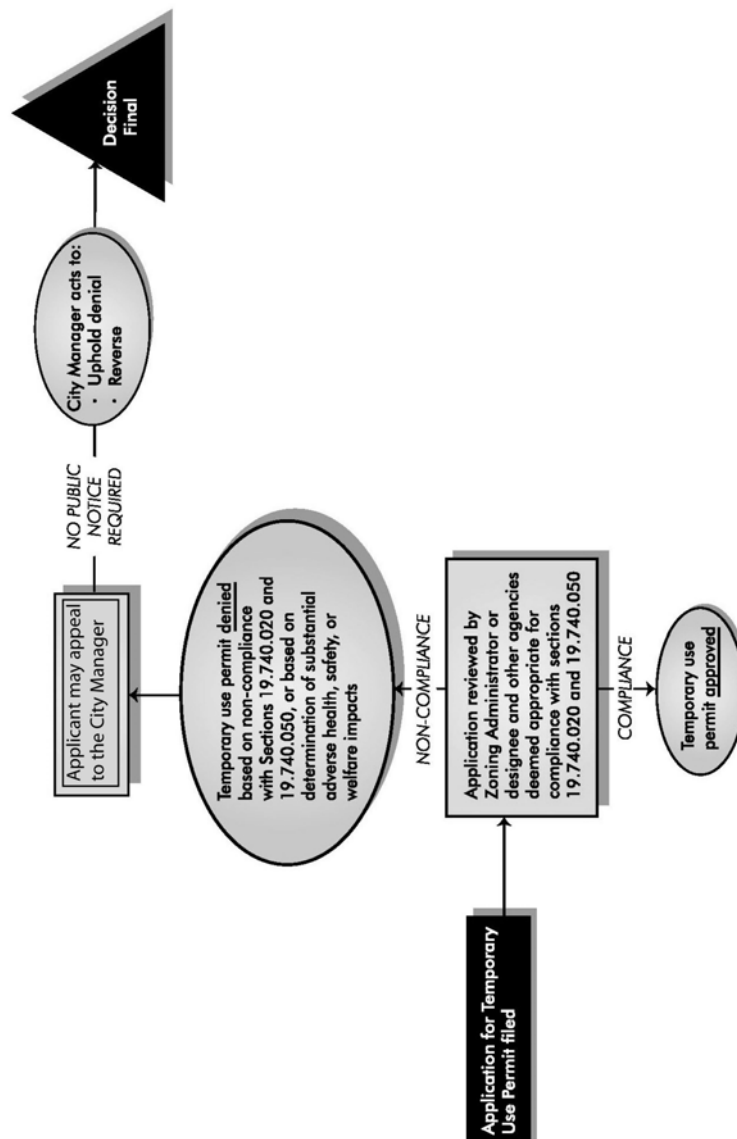 Application for Temporary
Use Permit filed
Application reviewed by
Zoning Administrator or
designee and other agencies
deemed appropriate for
compliance with sections
19.740.020 and 19.740.050
COMPLIANCE
Temporary use
permit approved
NON-COMPLIANCE
Temporary use permit denied
based on non-compliance
with Sections 19.740.020 and
19.740.050, or based on
determination of substantial
adverse health, safety, or
welfare impacts
Applicant may appeal
to the City Manager
NO PUBLIC
NOTICE
REQUIRED
City Manager acts to:
• Uphold denial
• Reverse
Decision
Final